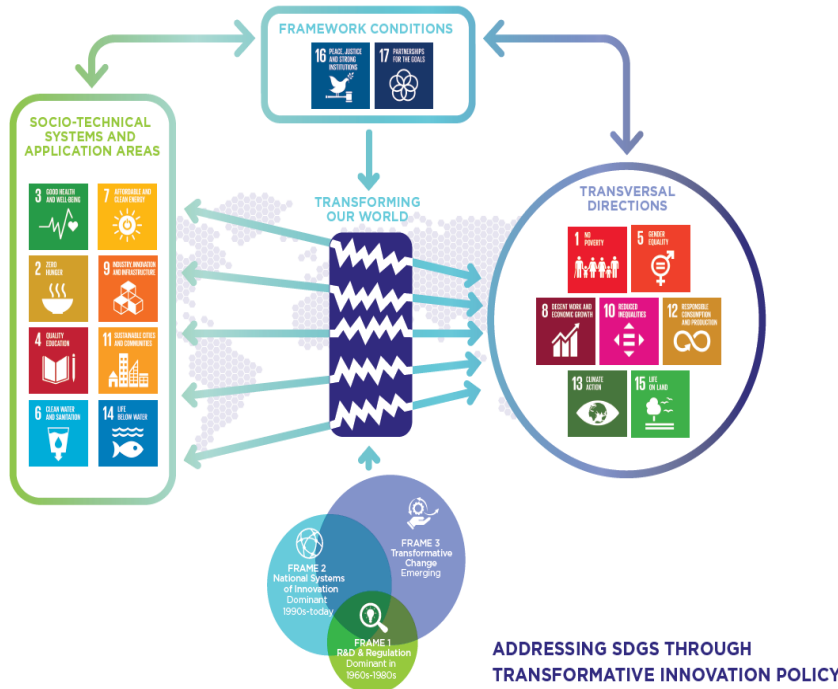 FRAMEWORK CONDITIONS
16 PEACE, JUSTICE
AND STRONG
INSTITUTIONS
17 PARTNERSHIPS
FOR THE GOALS
SOCIO-TECHNICAL
SYSTEMS AND
APPLICATION AREAS
3 GOOD HEALTH
AND WELL-BEING
7 AFFORDABLE AND
CLEAN ENERGY
2 ZERO
HUNGER
9 INDUSTRY, INNOVATION
AND INFRASTRUCTURE
4 QUALITY
EDUCATION
11 SUSTAINABLE CITIES
AND COMMUNITIES
6 CLEAN WATER
AND SANITATION
14 LIFE
BELOW WATER
TRANSFORMING
OUR WORLD
TRANSVERSAL
DIRECTIONS
1 NO
POVERTY
5 GENDER
EQUALITY
8 DECENT WORK AND
ECONOMIC GROWTH
10 REDUCED
INEQUALITIES
12 RESPONSIBLE
CONSUMPTION
AND PRODUCTION
13 CLIMATE
ACTION
15 LIFE
ON LAND
FRAME 3
Transformative
Change
Emerging
FRAME 2
National Systems
of Innovation
Dominant
1990s-today
FRAME 1
R&D & Regulation
Dominant in
1960s-1980s
ADDRESSING SDGS THROUGH
TRANSFORMATIVE INNOVATION POLICY